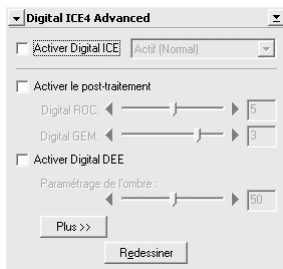 Digital ICE4 Advanced
Activer Digital ICE Actif (Normal)
Activer le post-traitement
Digital ROC: 5
Digital GEM: 3
Activer Digital DEE
Paramétrage de l'ombre :
50
Plus >>
Redessiner